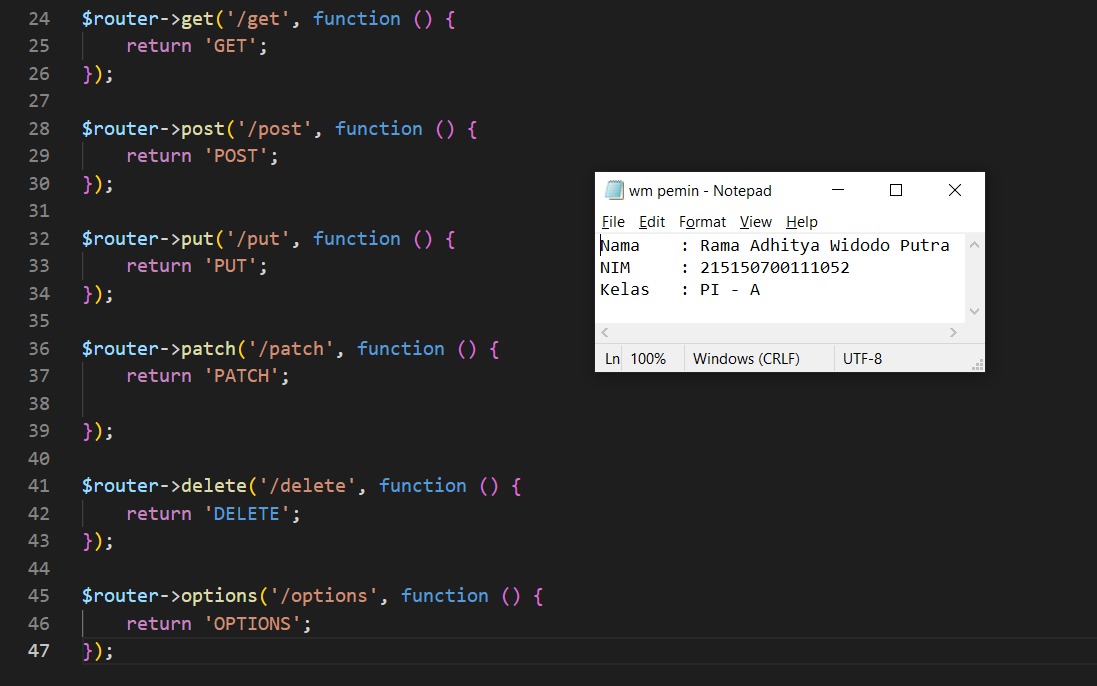 24 $router->get('/get', function () {
25     return 'GET';
26 });
27
28 $router->post('/post', function () {
29     return 'POST';
30 });
31
32 $router->put('/put', function () {
33     return 'PUT';
34 });
35
36 $router->patch('/patch', function () {
37     return 'PATCH';
38
39 });
40
41 $router->delete('/delete', function () {
42     return 'DELETE';
43 });
44
45 $router->options('/options', function () {
46     return 'OPTIONS';
47 });
wm pemin - Notepad
File Edit Format View Help
Nama    : Rama Adhitya Widodo Putra
NIM     : 215150700111052
Kelas   : PI - A
Ln 100% Windows (CRLF) UTF-8